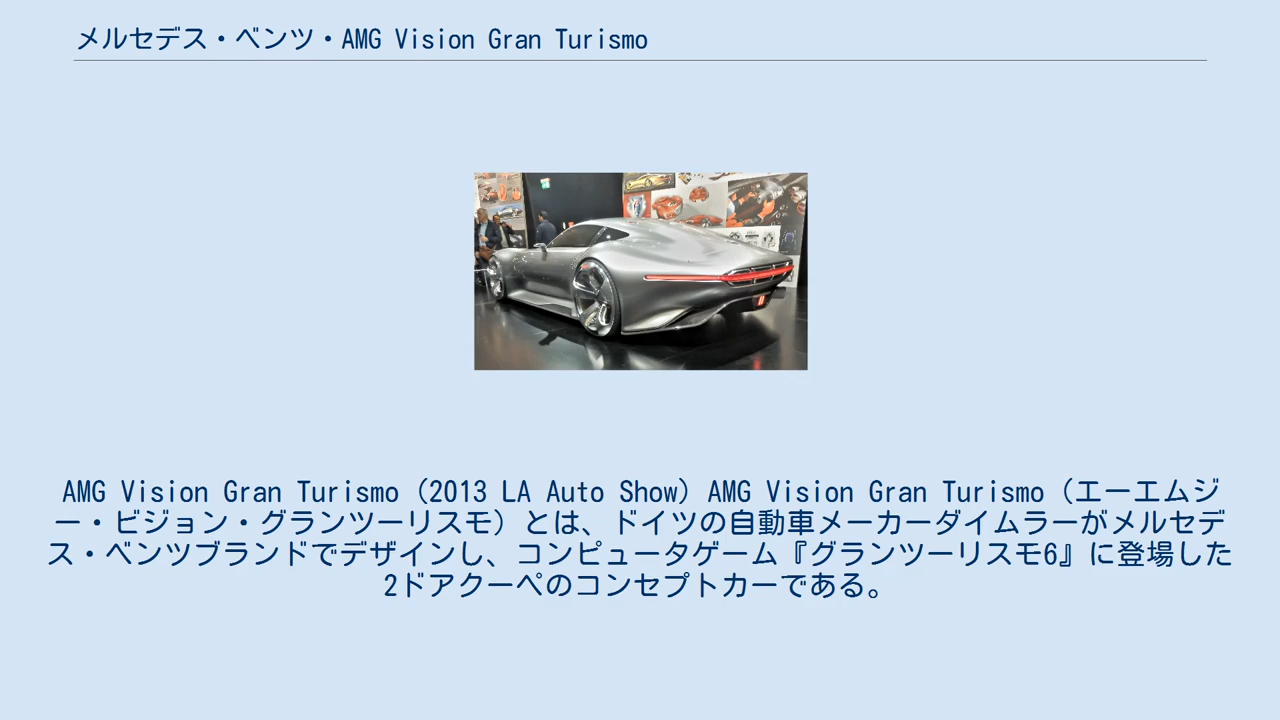 メルセデス・ベンツ・AMG Vision Gran Turismo
AMG Vision Gran Turismo（2013 LA Auto Show）AMG Vision Gran Turismo（エーエムジ
ー・ビジョン・グランツーリスモ）とは、ドイツの自動車メーカーダイムラーがメルセデ
ス・ベンツブランドでデザインし、コンピュータゲーム『グランツーリスモ6』に登場した
2ドアクーペのコンセプトカーである。